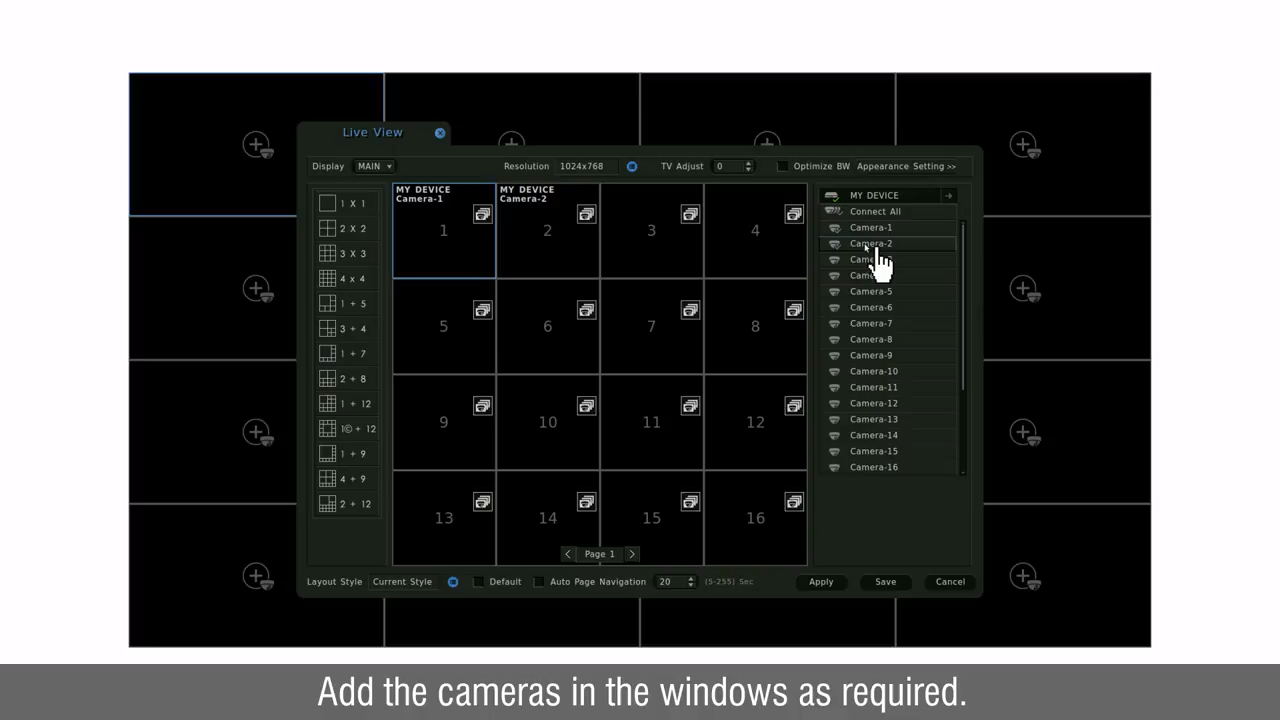 Live View
Display MAIN Resolution 1024x768 TV Adjust 0 Optimize BW Appearance Setting >>
1 X 1
2 X 2
3 X 3
4 x 4
1 + 5
3 + 4
1 + 7
2 + 8
1 + 12
1© + 12
1 + 9
4 + 9
2 + 12
MY DEVICE
Camera-1
1
MY DEVICE
Camera-2
2
3
4
5
6
7
8
9
10
11
12
13
14
15
16
< Page 1 >
MY DEVICE
Connect All
Camera-1
Camera-2
Camera-5
Camera-6
Camera-7
Camera-8
Camera-9
Camera-10
Camera-11
Camera-12
Camera-13
Camera-14
Camera-15
Camera-16
Layout Style Current Style Default Auto Page Navigation 20 (5-255) Sec Apply Save Cancel
Add the cameras in the windows as required.